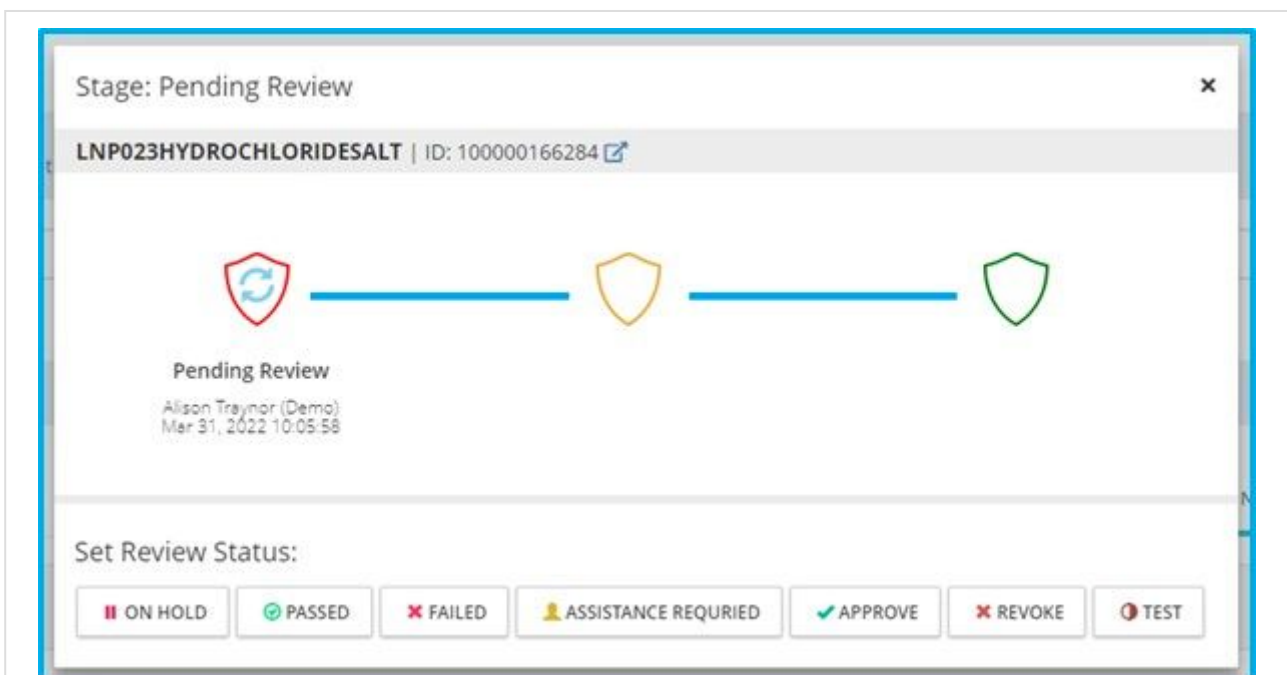 Stage: Pending Review ×
LNP023HYDROCHLORIDESALT | ID: 100000166284
Pending Review
Alison Traynor (Demo)
Mar 31, 2022 10:05:58
Set Review Status:
ON HOLD PASSED FAILED ASSISTANCE REQURIED APPROVE REVOKE TEST